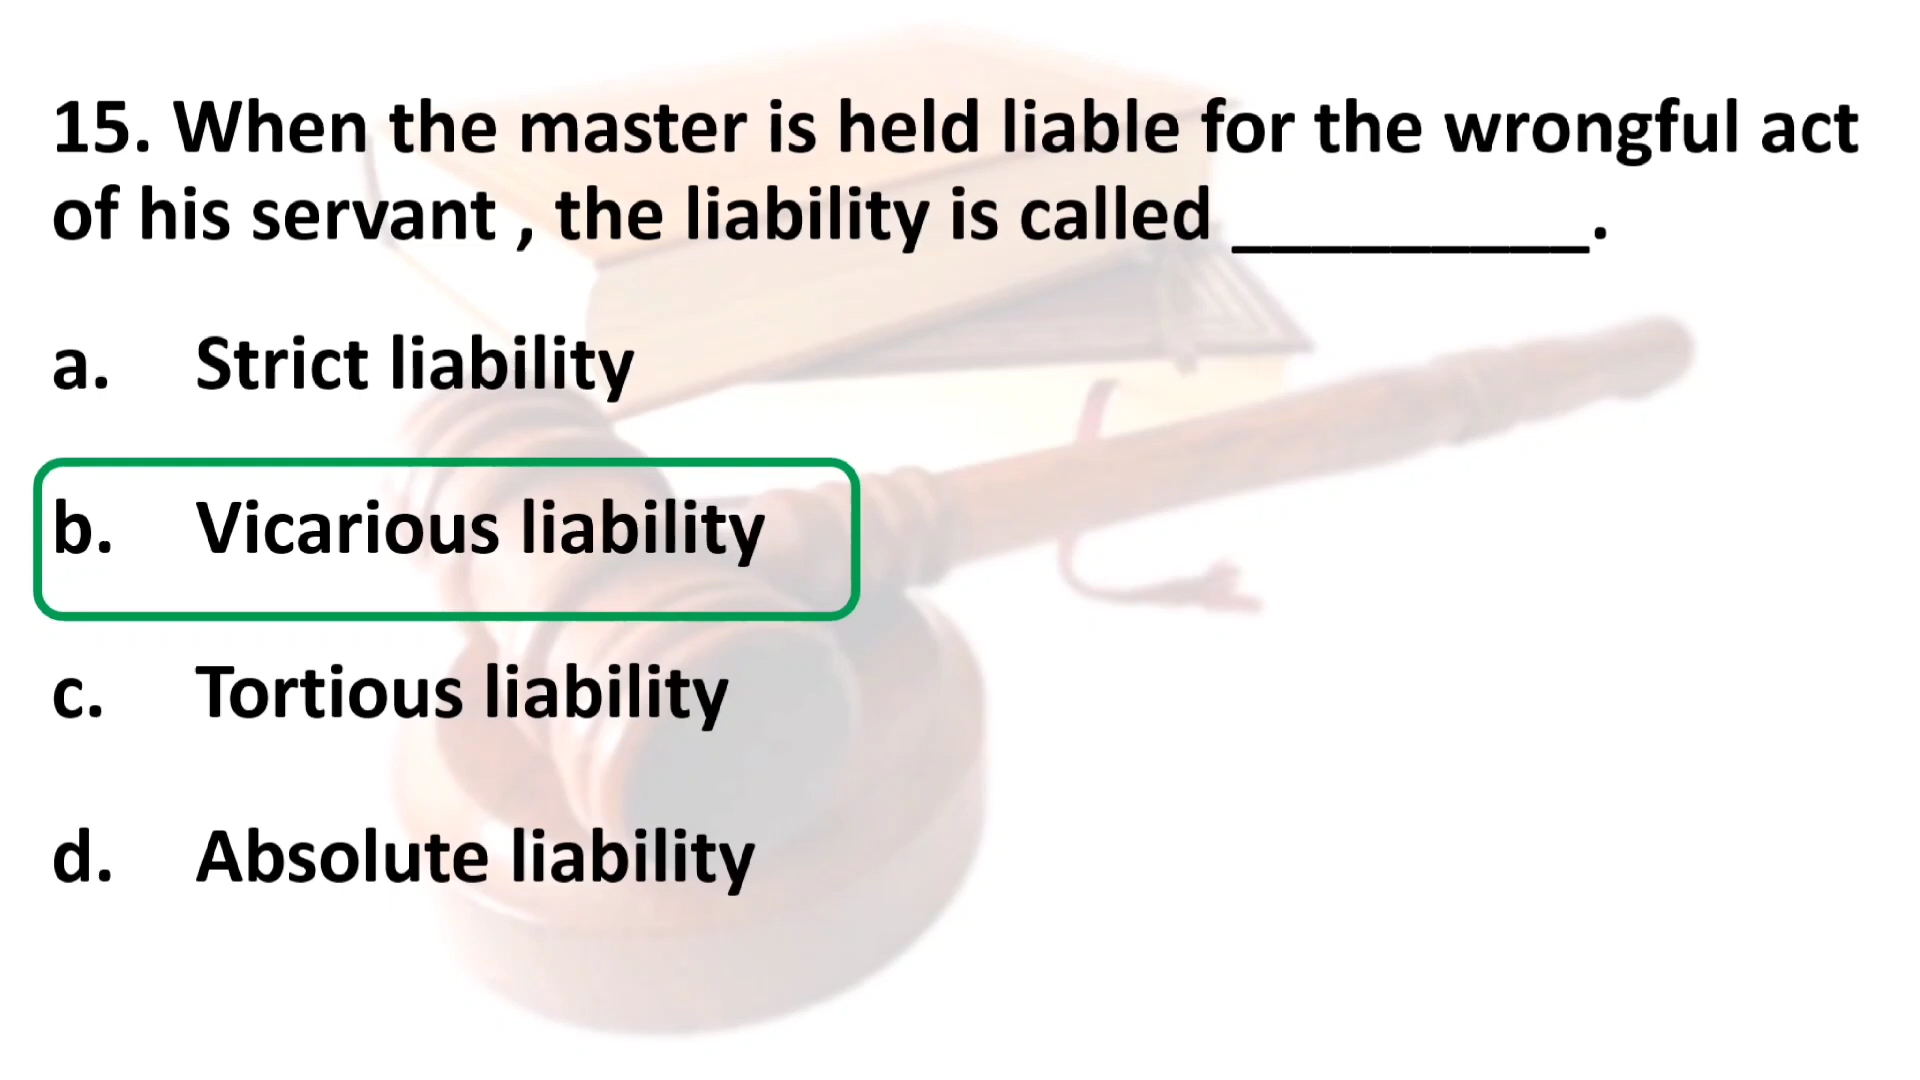 15. When the master is held liable for the wrongful act
of his servant , the liability is called _________.
a. Strict liability
b. Vicarious liability
c. Tortious liability
d. Absolute liability